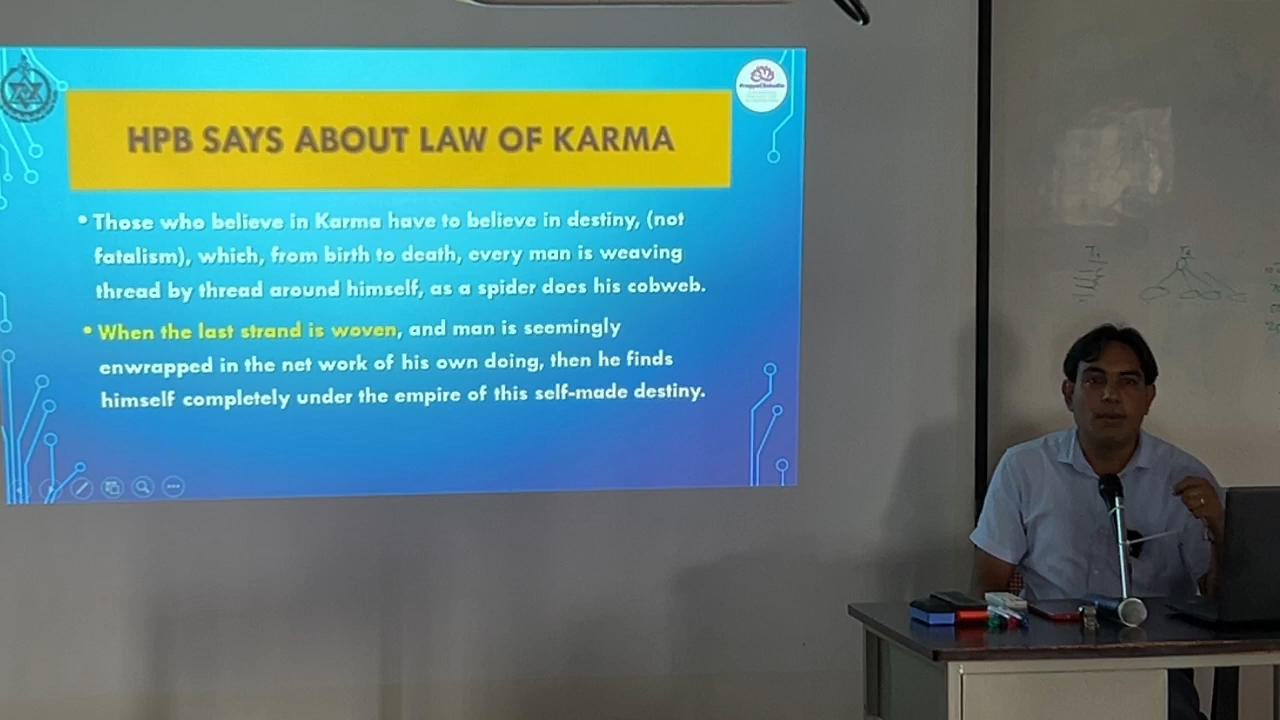 HPB SAYS ABOUT LAW OF KARMA
• Those who believe in Karma have to believe in destiny, (not
fatalism), which, from birth to death, every man is weaving
thread by thread around himself, as a spider does his cobweb.
• When the last strand is woven, and man is seemingly
enwrapped in the net work of his own doing, then he finds
himself completely under the empire of this self-made destiny.